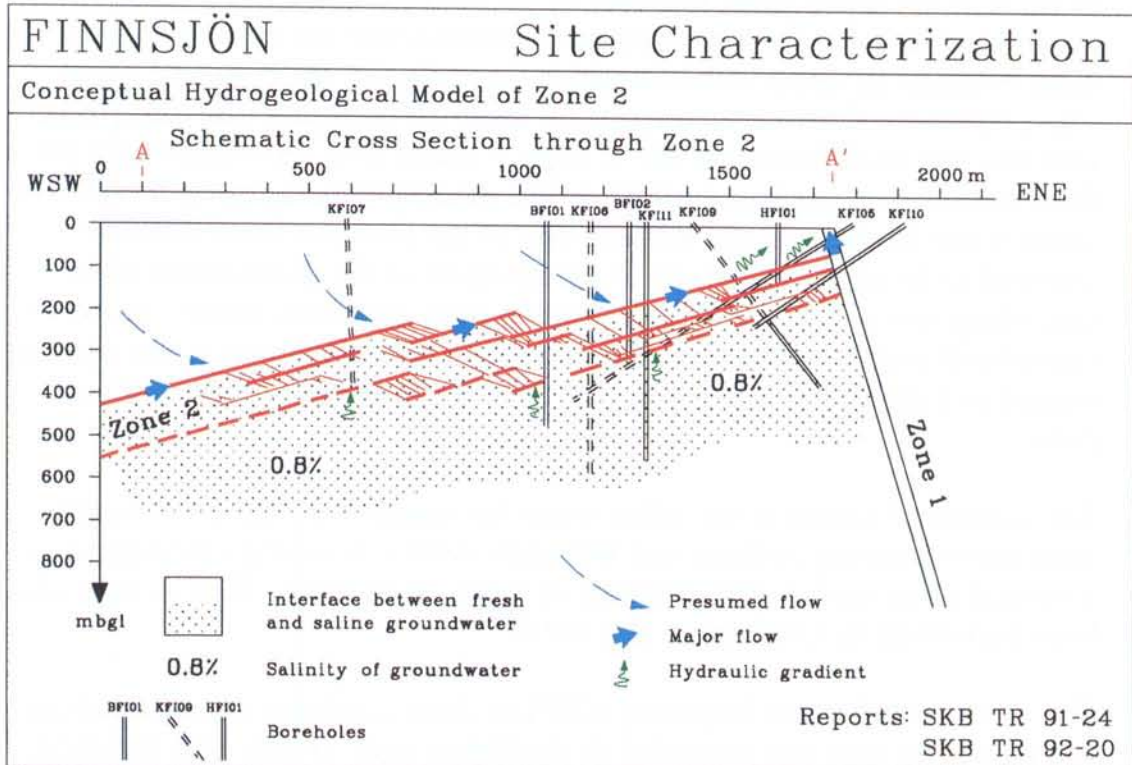 FINNSJÖN Site Characterization
Conceptual Hydrogeological Model of Zone 2
Schematic Cross Section through Zone 2
A A'
0 500 1000 1500 2000 m
WSW ENE
KFI07 BFI01 KFI06 BFI02 KFI11 KFI09 HFI01 KFI05 KFI10
0
100
200
300
400
500
600
700
800
mbgl
Zone 2
0.8%
0.8%
Zone 1
Interface between fresh
and saline groundwater
0.8% Salinity of groundwater
BFI01 KFI09 HFI01
Boreholes
Presumed flow
Major flow
Hydraulic gradient
Reports: SKB TR 91-24
SKB TR 92-20